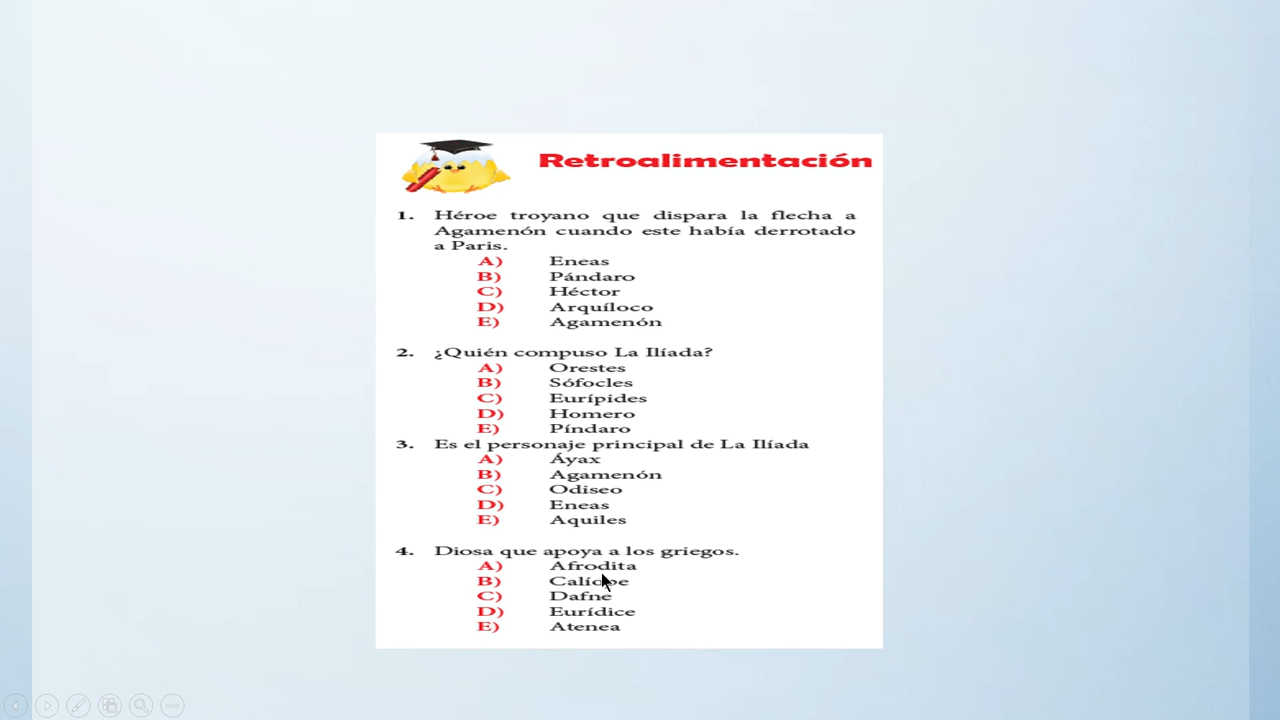 Retroalimentación
1. Héroe troyano que dispara la flecha a
Agamenón cuando este había derrotado
a Paris.
A) Eneas
B) Pándaro
C) Héctor
D) Arquíloco
E) Agamenón
2. ¿Quién compuso La Ilíada?
A) Orestes
B) Sófocles
C) Eurípides
D) Homero
E) Píndaro
3. Es el personaje principal de La Ilíada
A) Áyax
B) Agamenón
C) Odiseo
D) Eneas
E) Aquiles
4. Diosa que apoya a los griegos.
A) Afrodita
B) Calíope
C) Dafne
D) Eurídice
E) Atenea